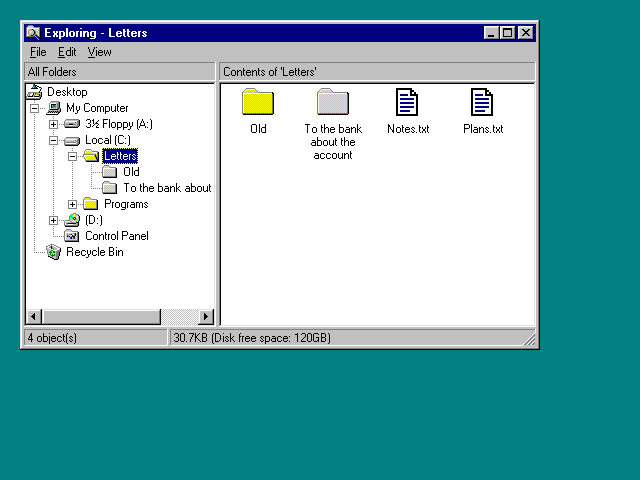 Exploring - Letters
File Edit View
All Folders
Contents of 'Letters'
Desktop
My Computer
3½ Floppy (A:)
Local (C:)
Letters
Old
To the bank about
Programs
(D:)
Control Panel
Recycle Bin
Old
To the bank
about the
account
Notes.txt
Plans.txt
4 object(s)
30.7KB (Disk free space: 120GB)